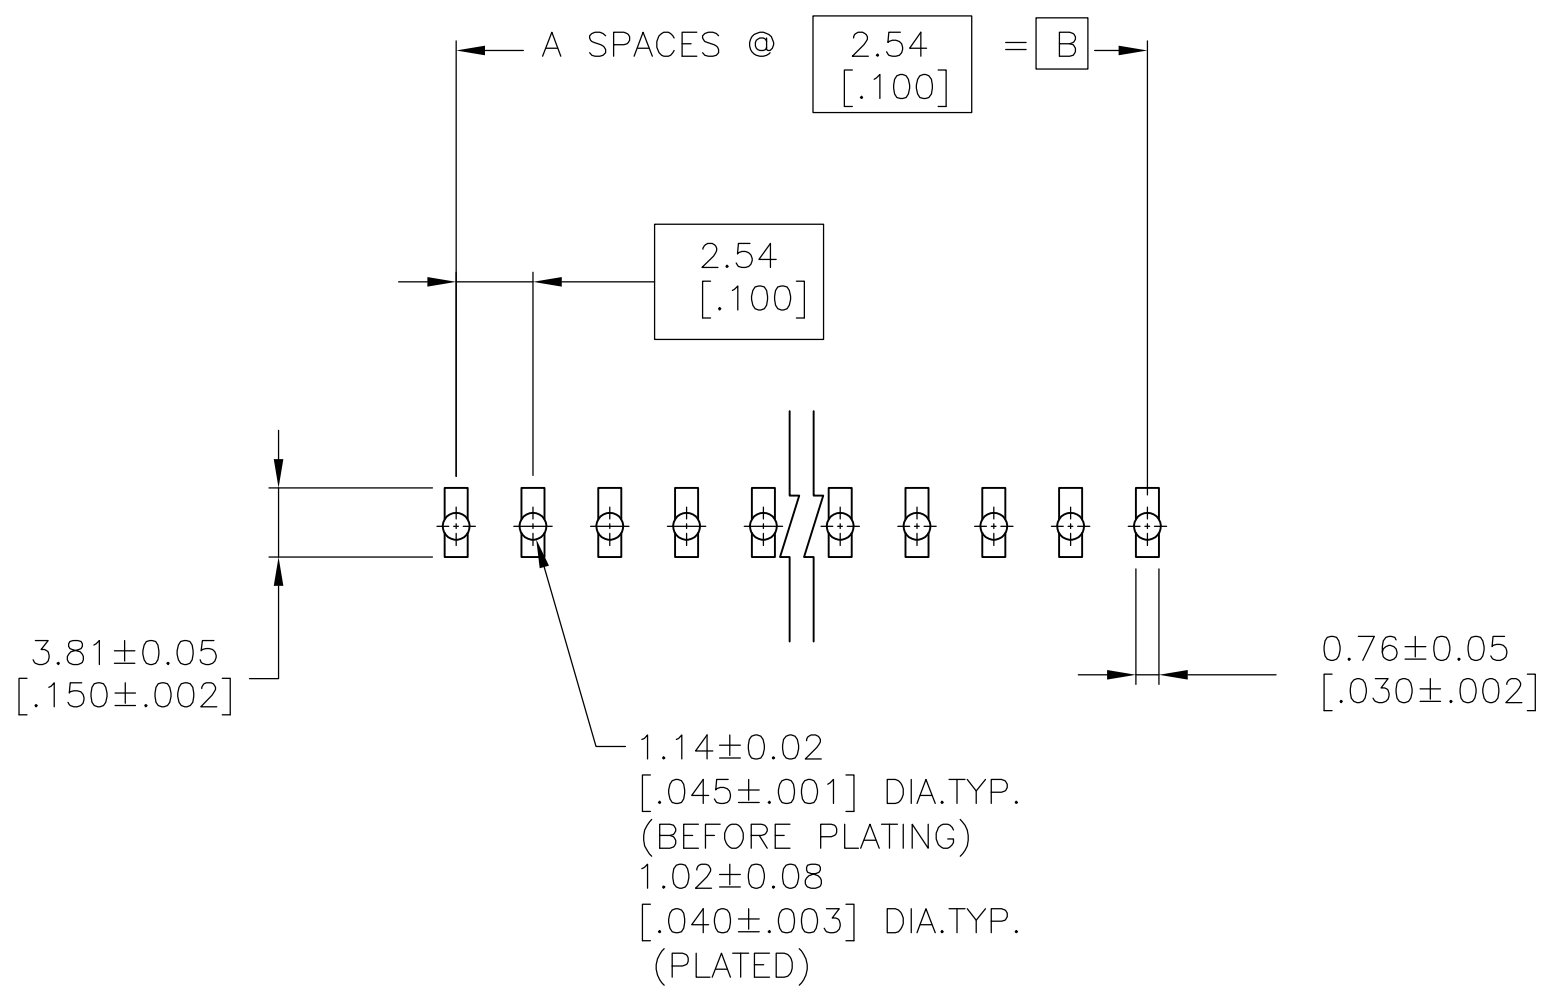 A SPACES @ 2.54 = B
[.100]
2.54
[.100]
3.81±0.05
[.150±.002]
0.76±0.05
[.030±.002]
1.14±0.02
[.045±.001] DIA.TYP.
(BEFORE PLATING)
1.02±0.08
[.040±.003] DIA.TYP.
(PLATED)